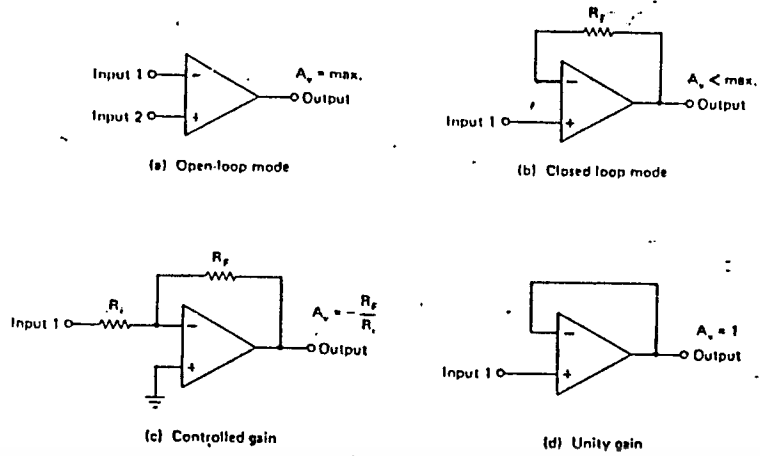 Input 1
Input 2
−
+
A_v = max.
Output
(a) Open-loop mode
R_F
Input 1
−
+
A_v < max.
Output
(b) Closed loop mode
R_F
R_i
Input 1
−
+
A_v = − R_F / R_i
Output
(c) Controlled gain
Input 1
−
+
A_v = 1
Output
(d) Unity gain